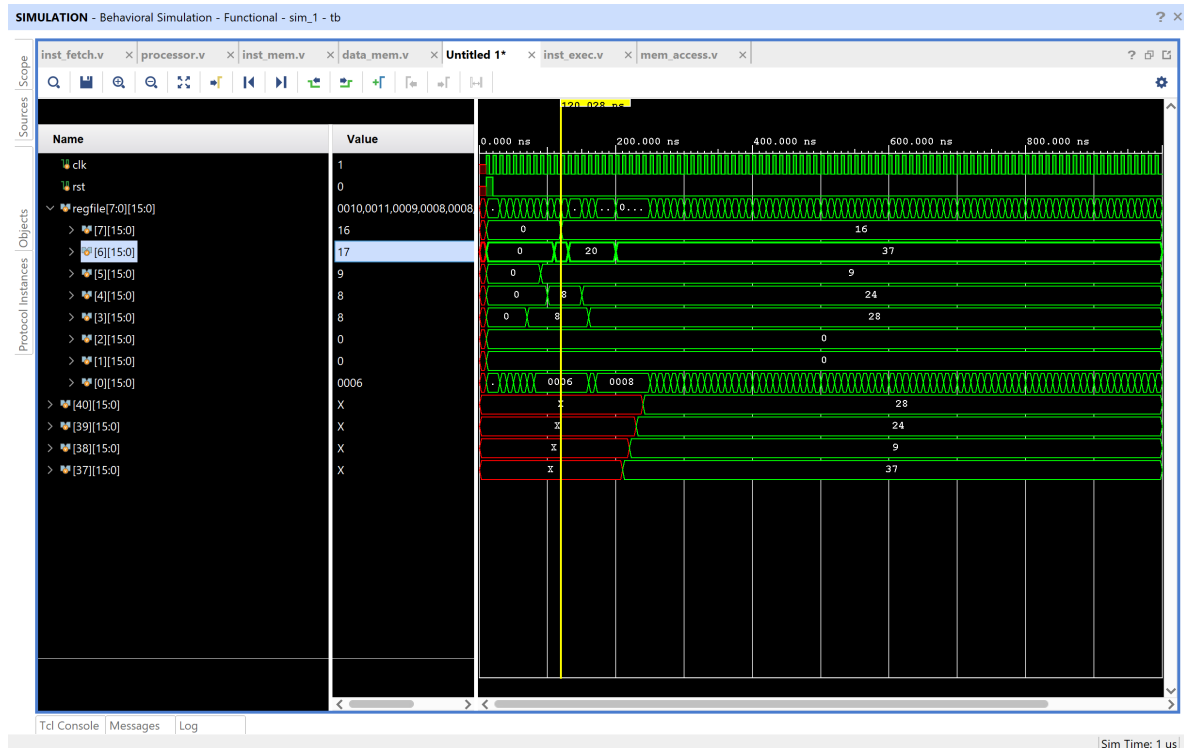 SIMULATION - Behavioral Simulation - Functional - sim_1 - tb ? ×
inst_fetch.v × processor.v × inst_mem.v × data_mem.v × Untitled 1* × inst_exec.v × mem_access.v × ?
Scope
Sources
Objects
Protocol Instances
120.028 ns
Name Value
0.000 ns 200.000 ns 400.000 ns 600.000 ns 800.000 ns
clk 1
rst 0
regfile[7:0][15:0] 0010,0011,0009,0008,0008, . . .. 0...
[7][15:0] 16 0 16
[6][15:0] 17 0 20 37
[5][15:0] 9 0 9
[4][15:0] 8 0 8 24
[3][15:0] 8 0 8 28
[2][15:0] 0 0
[1][15:0] 0 0
[0][15:0] 0006 . 0006 0008
[40][15:0] X X 28
[39][15:0] X X 24
[38][15:0] X X 9
[37][15:0] X X 37
Tcl Console Messages Log
Sim Time: 1 us